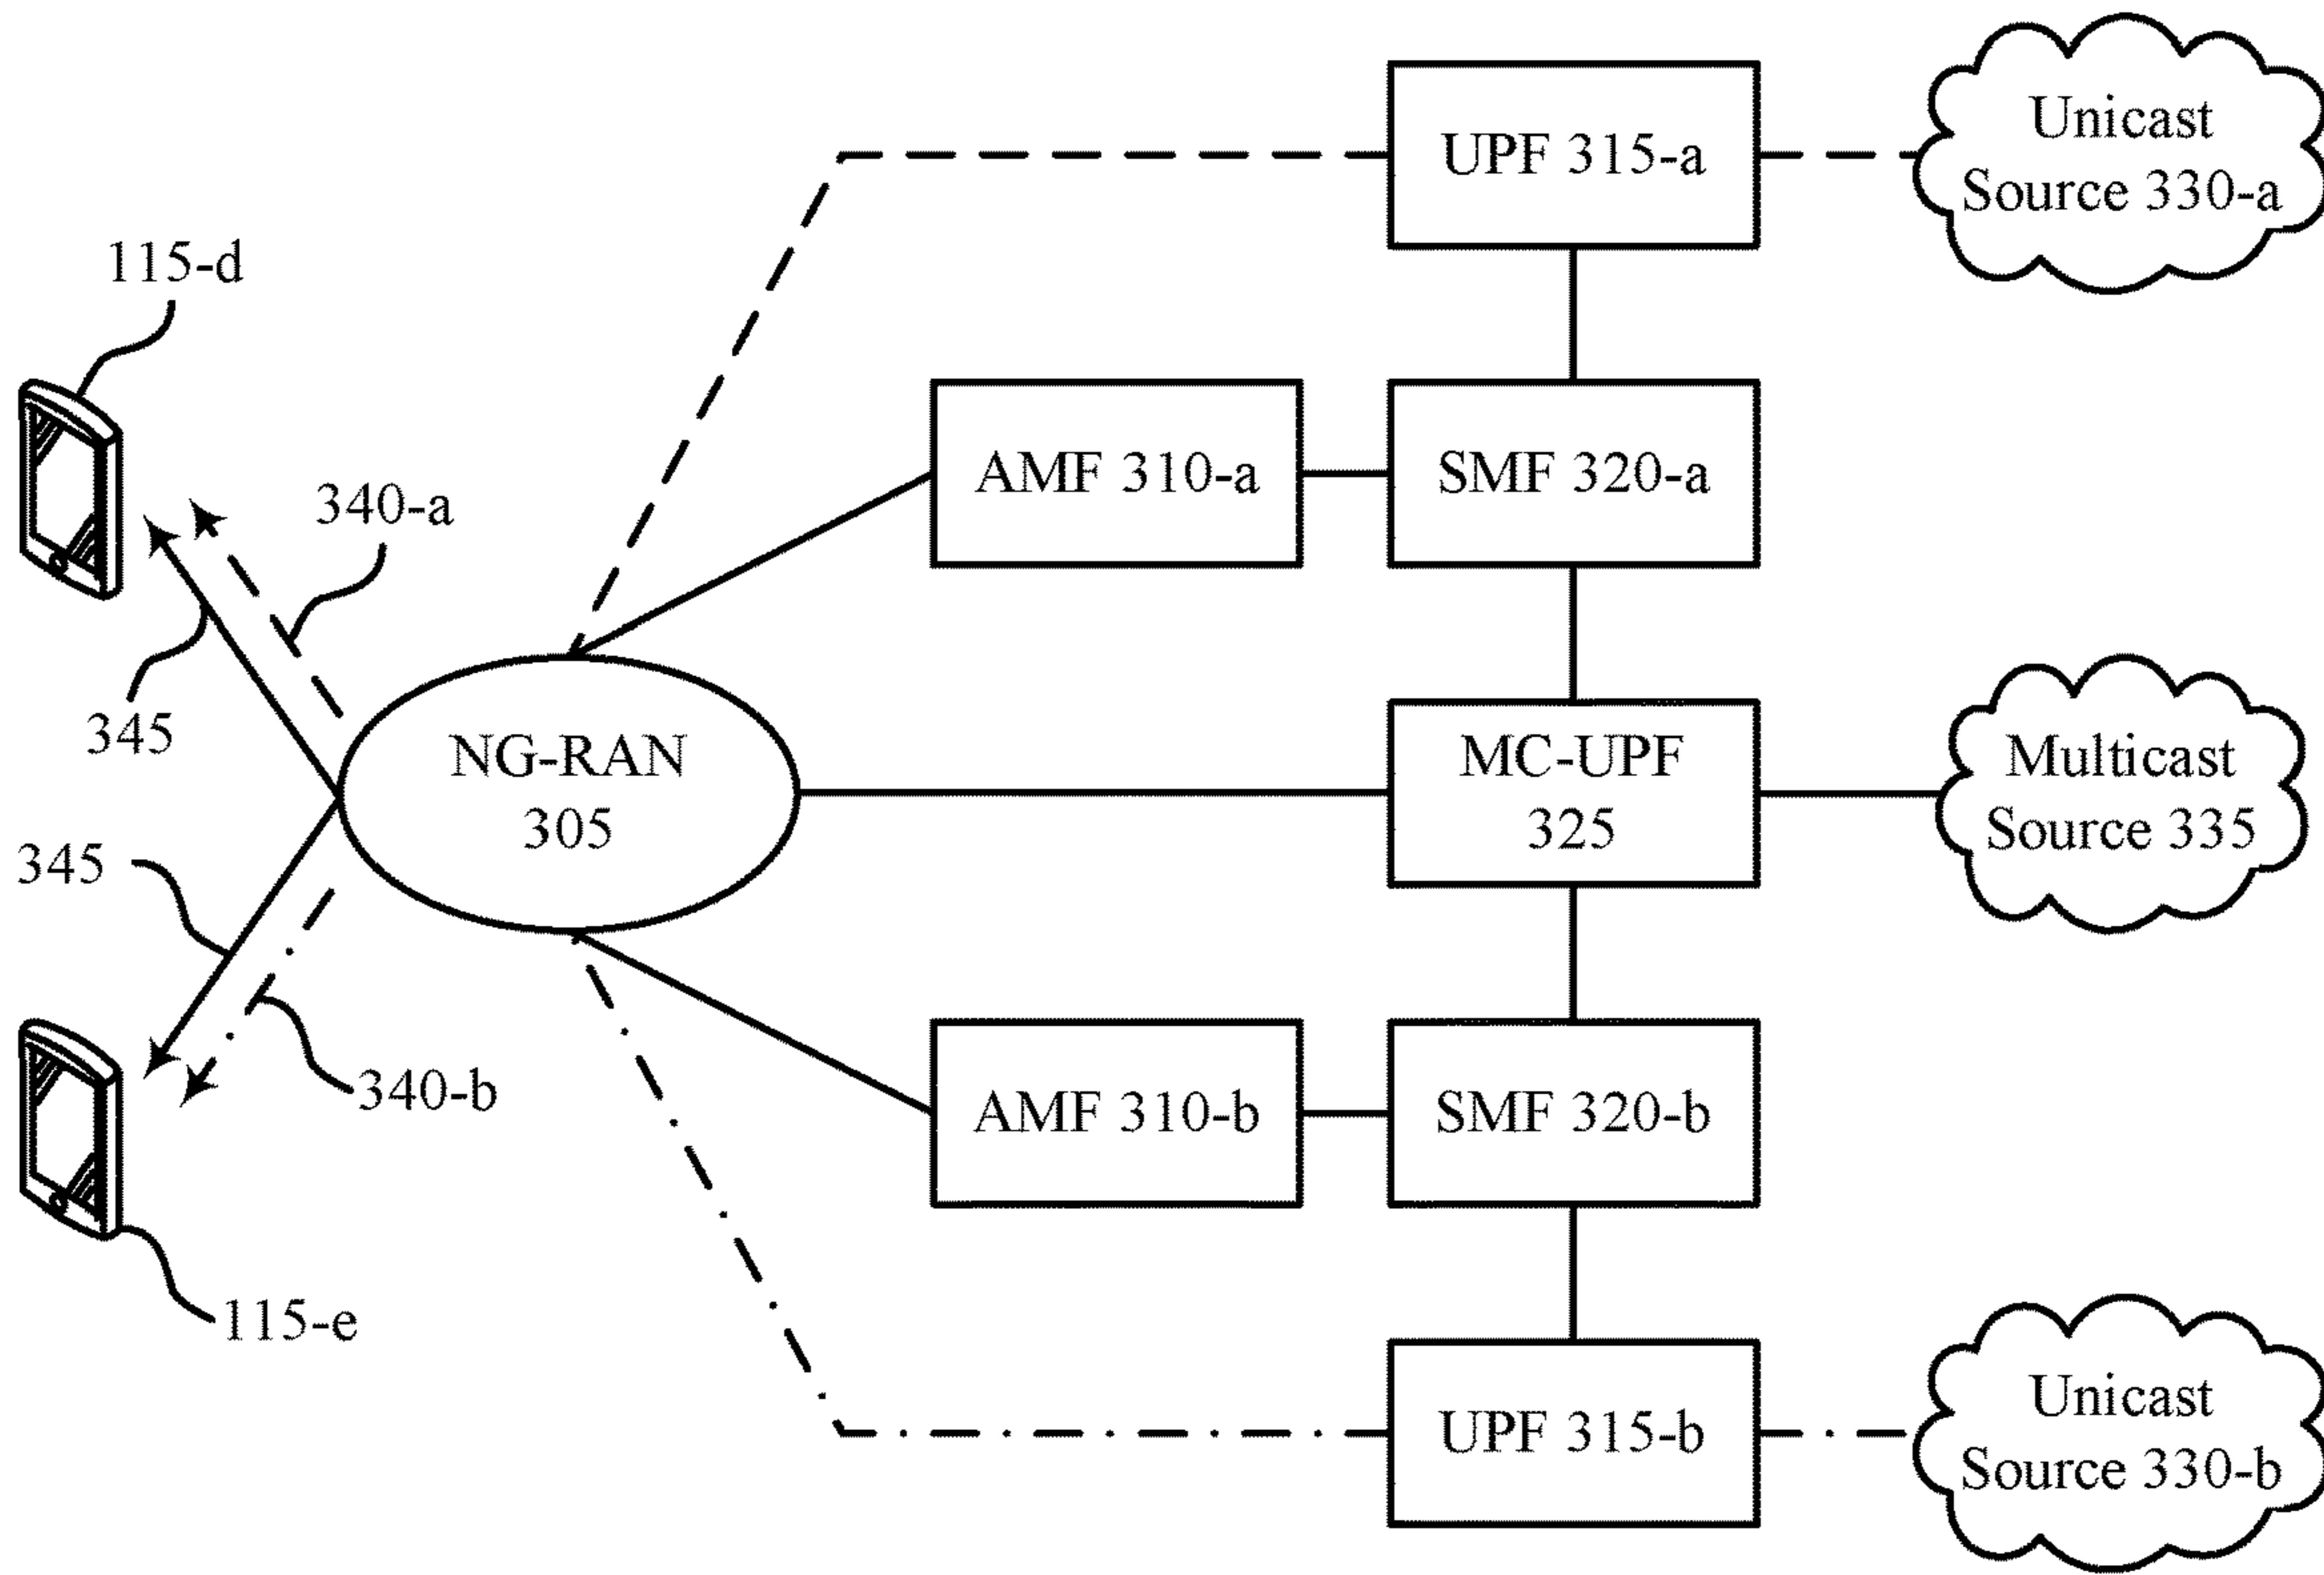 UPF 315-a
Unicast
Source 330-a
115-d
340-a
AMF 310-a
SMF 320-a
345
NG-RAN
305
MC-UPF
325
Multicast
Source 335
345
340-b
AMF 310-b
SMF 320-b
115-e
UPF 315-b
Unicast
Source 330-b